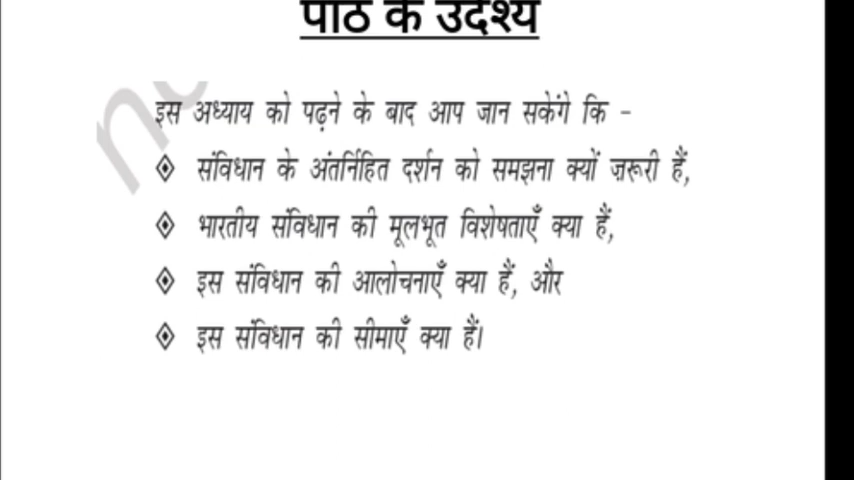 पाठ के उदेश्य
इस अध्याय को पढ़ने के बाद आप जान सकेंगे कि -
संविधान के अंतर्निहित दर्शन को समझना क्यों ज़रूरी हैं,
भारतीय संविधान की मूलभूत विशेषताएँ क्या हैं,
इस संविधान की आलोचनाएँ क्या हैं, और
इस संविधान की सीमाएँ क्या हैं।